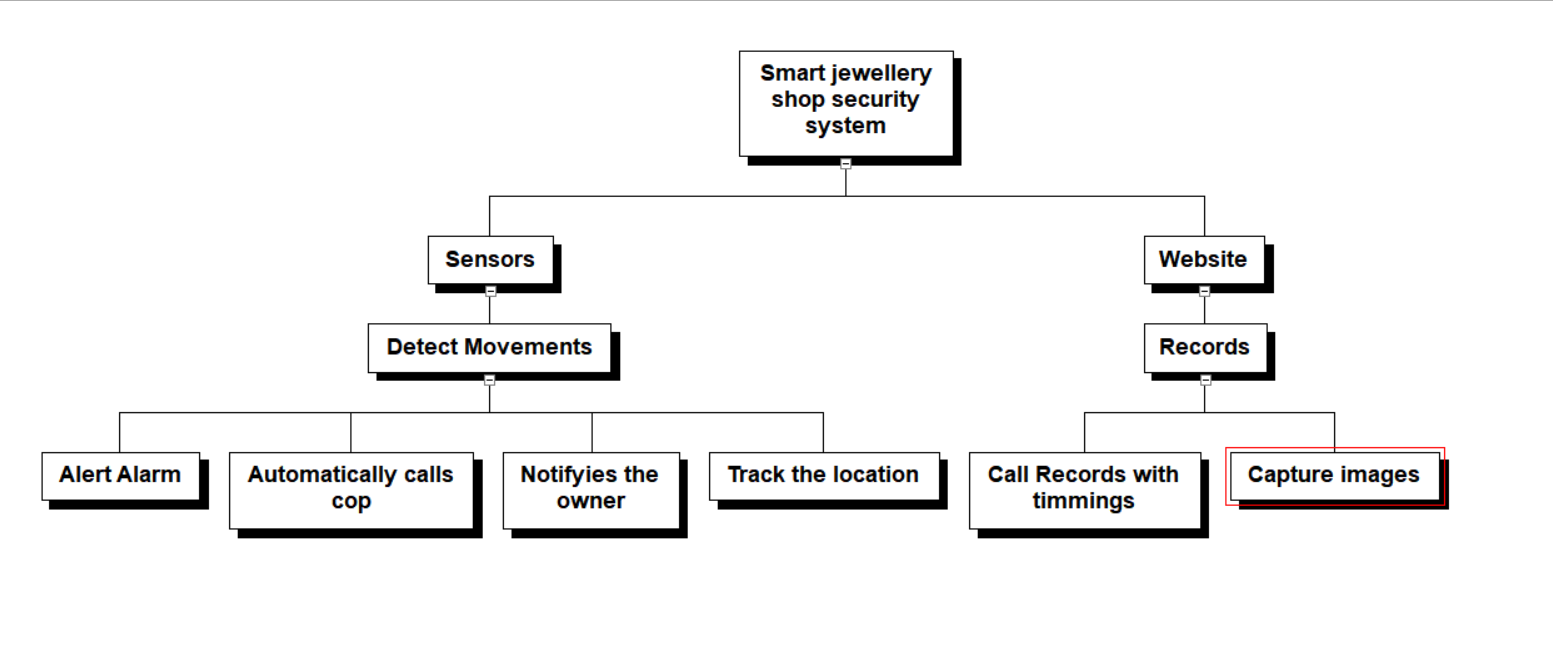 Smart jewellery
shop security
system
Sensors
Website
Detect Movements
Records
Alert Alarm
Automatically calls
cop
Notifyies the
owner
Track the location
Call Records with
timmings
Capture images